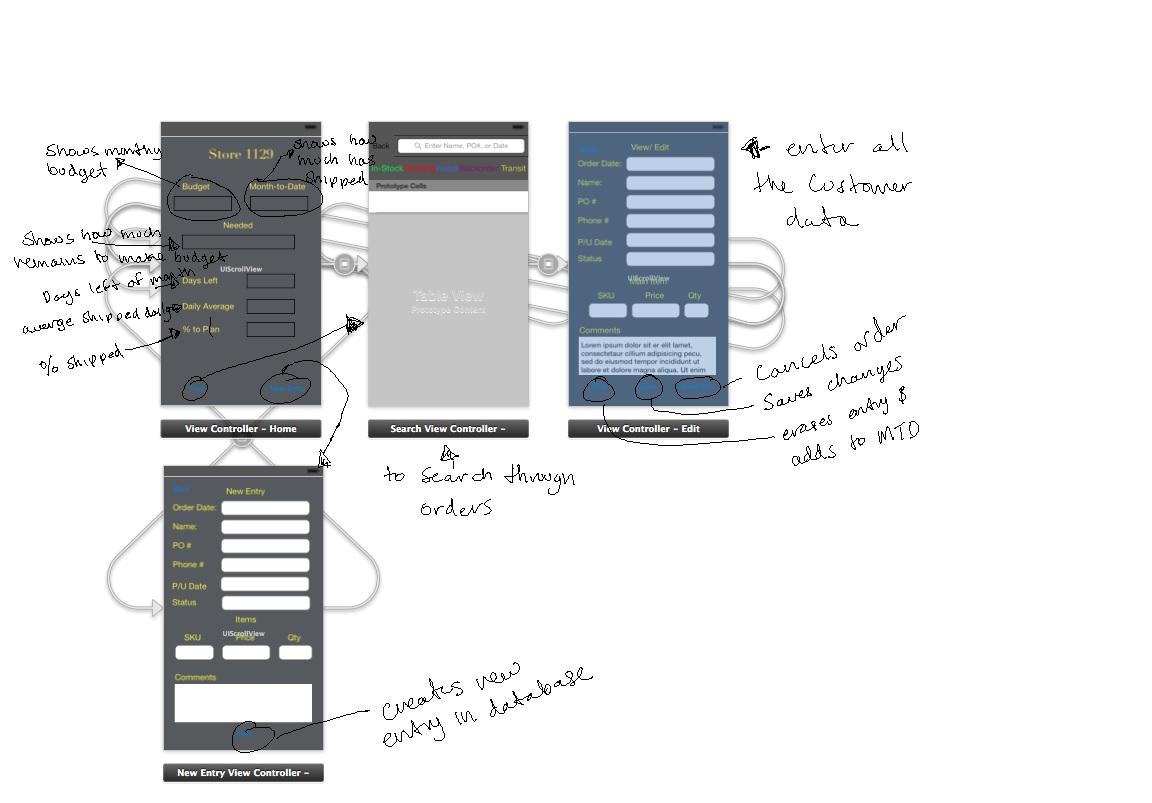 Shows monthy
budget
shows how
much has
shipped
Store 1129
Budget
Month-to-Date
Needed
Shows how much
remains to make budget
UIScrollView
Days left of month
Days Left
averge shipped daily
Daily Average
% Shipped
% to Plan
New Entry
View Controller – Home
Back
Enter Name, PO#, or Date
In-Stock
Backorder
Transit
Prototype Cells
Table View
Prototype Content
Search View Controller –
to Search through
orders
View/ Edit
Order Date:
Name:
PO #
Phone #
P/U Date
Status
UIScrollView
Main Item
SKU
Price
Qty
Comments
Lorem ipsum dolor sit er elit lamet,
consectetaur cillium adipisicing pecu,
sed do eiusmod tempor incididunt ut
labore et dolore magna aliqua. Ut enim
View Controller – Edit
enter all
the customer
data
Cancels order
Saves changes
erases entry &
adds to MTD
New Entry
Order Date:
Name:
PO #
Phone #
P/U Date
Status
Items
UIScrollView
SKU
Price
Qty
Comments
New Entry View Controller –
creates new
entry in database